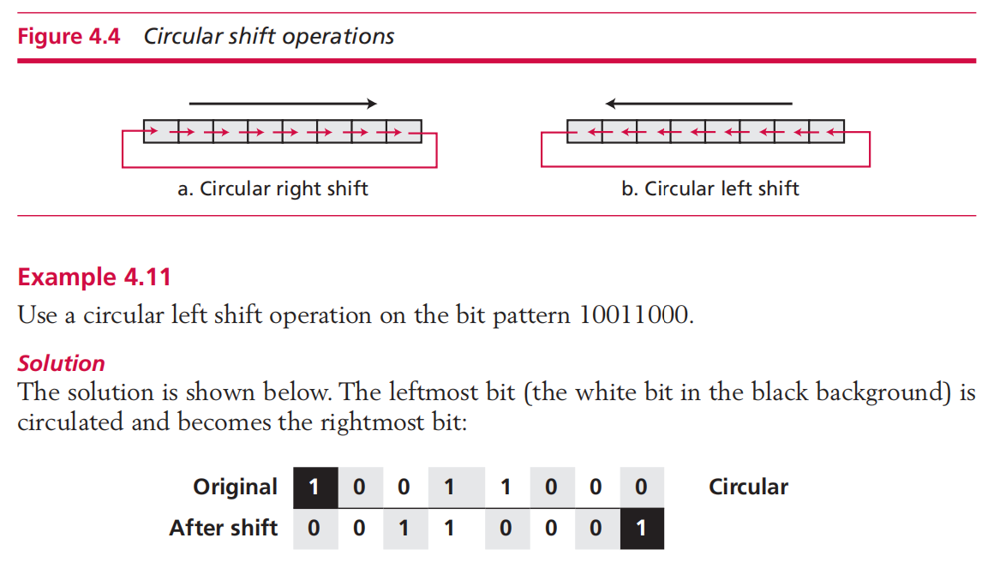 Figure 4.4 Circular shift operations
a. Circular right shift
b. Circular left shift
Example 4.11
Use a circular left shift operation on the bit pattern 10011000.
Solution
The solution is shown below. The leftmost bit (the white bit in the black background) is
circulated and becomes the rightmost bit:
Original 1 0 0 1 1 0 0 0 Circular
After shift 0 0 1 1 0 0 0 1